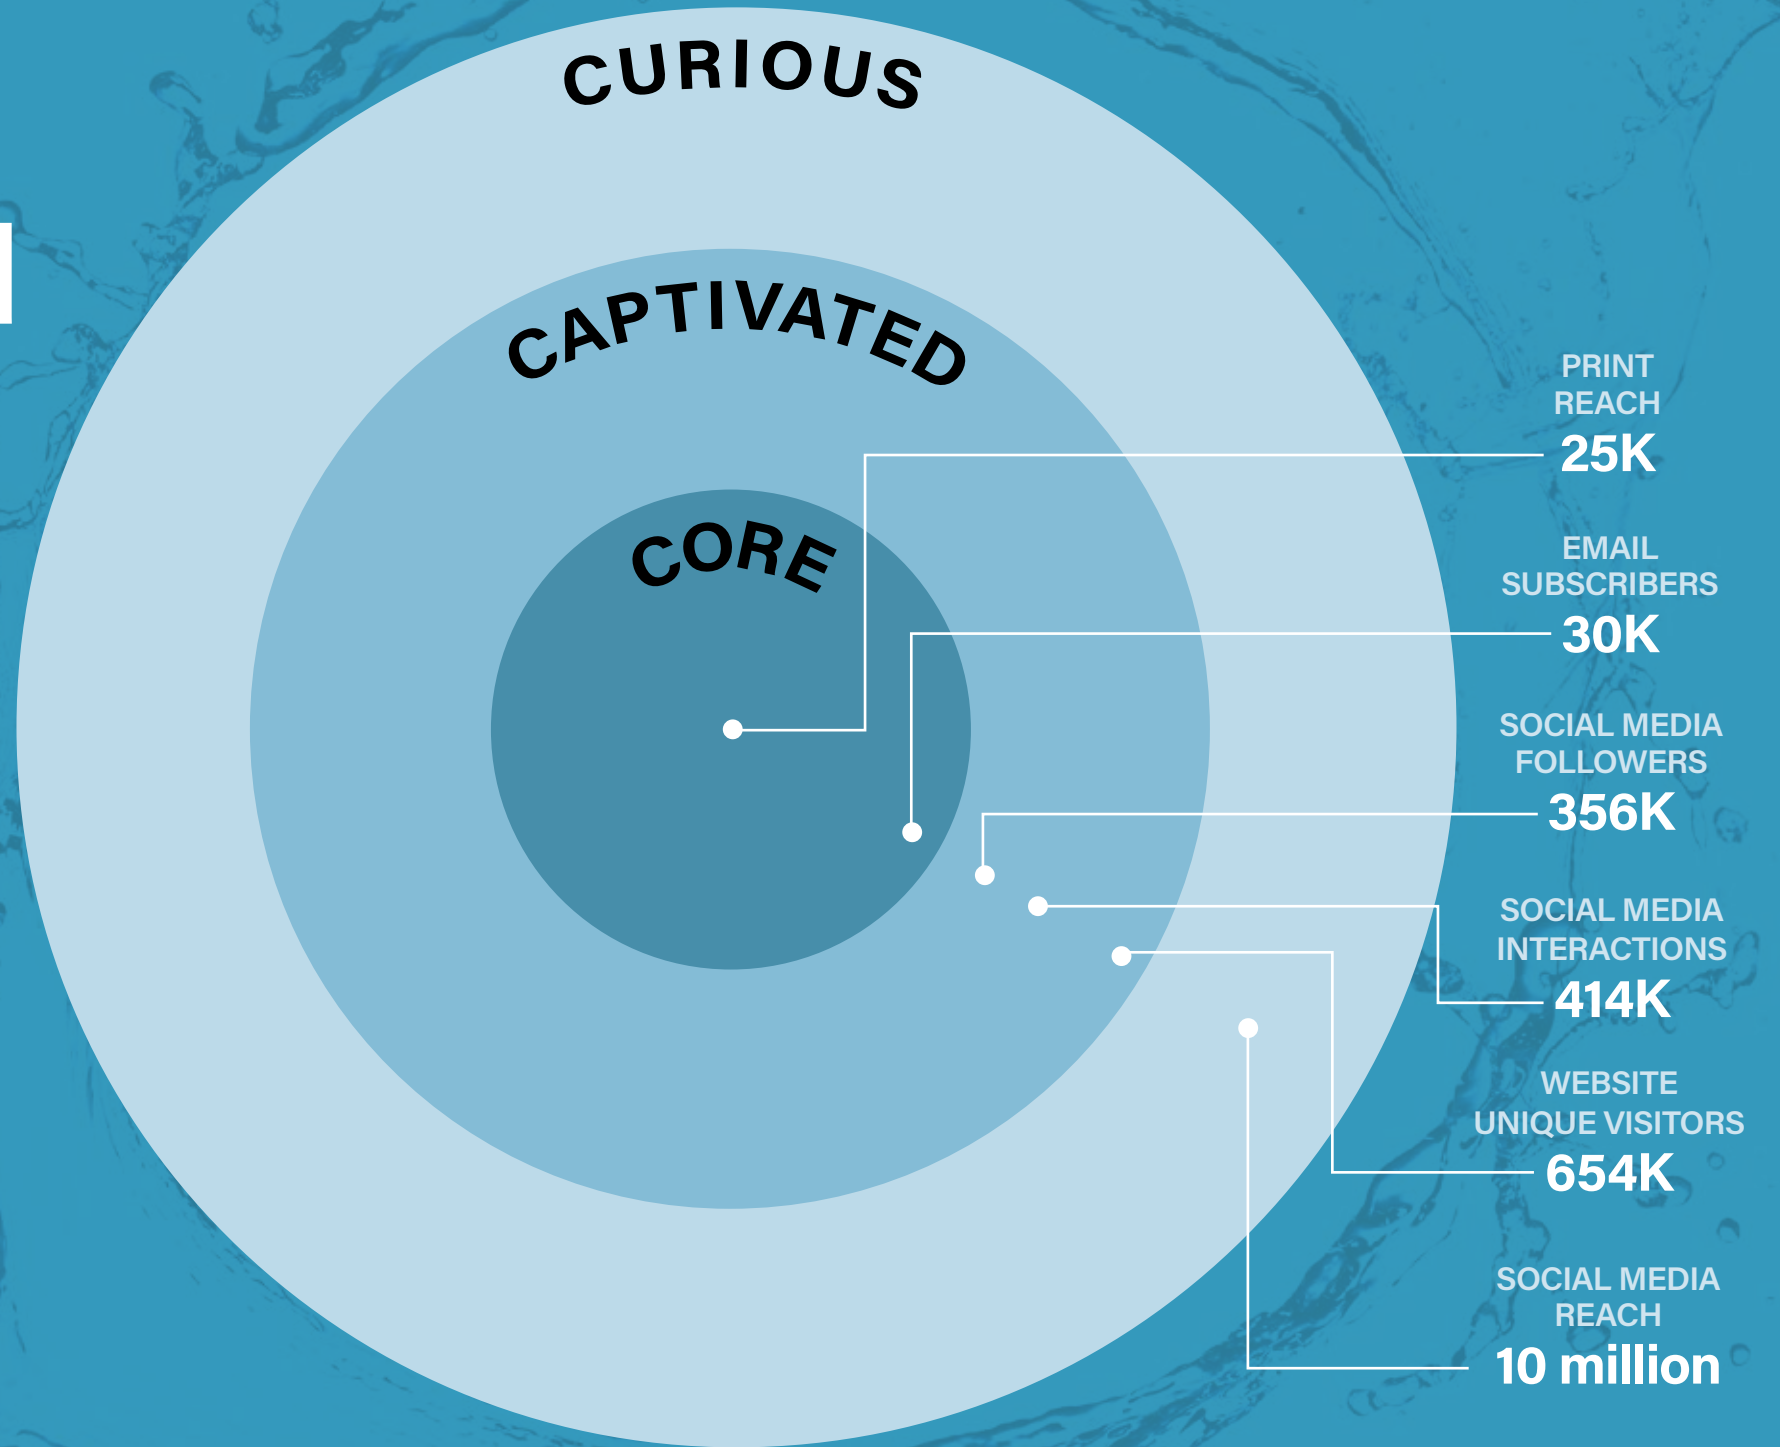 CURIOUS
CAPTIVATED
CORE
PRINT
REACH
25K
EMAIL
SUBSCRIBERS
30K
SOCIAL MEDIA
FOLLOWERS
356K
SOCIAL MEDIA
INTERACTIONS
414K
WEBSITE
UNIQUE VISITORS
654K
SOCIAL MEDIA
REACH
10 million